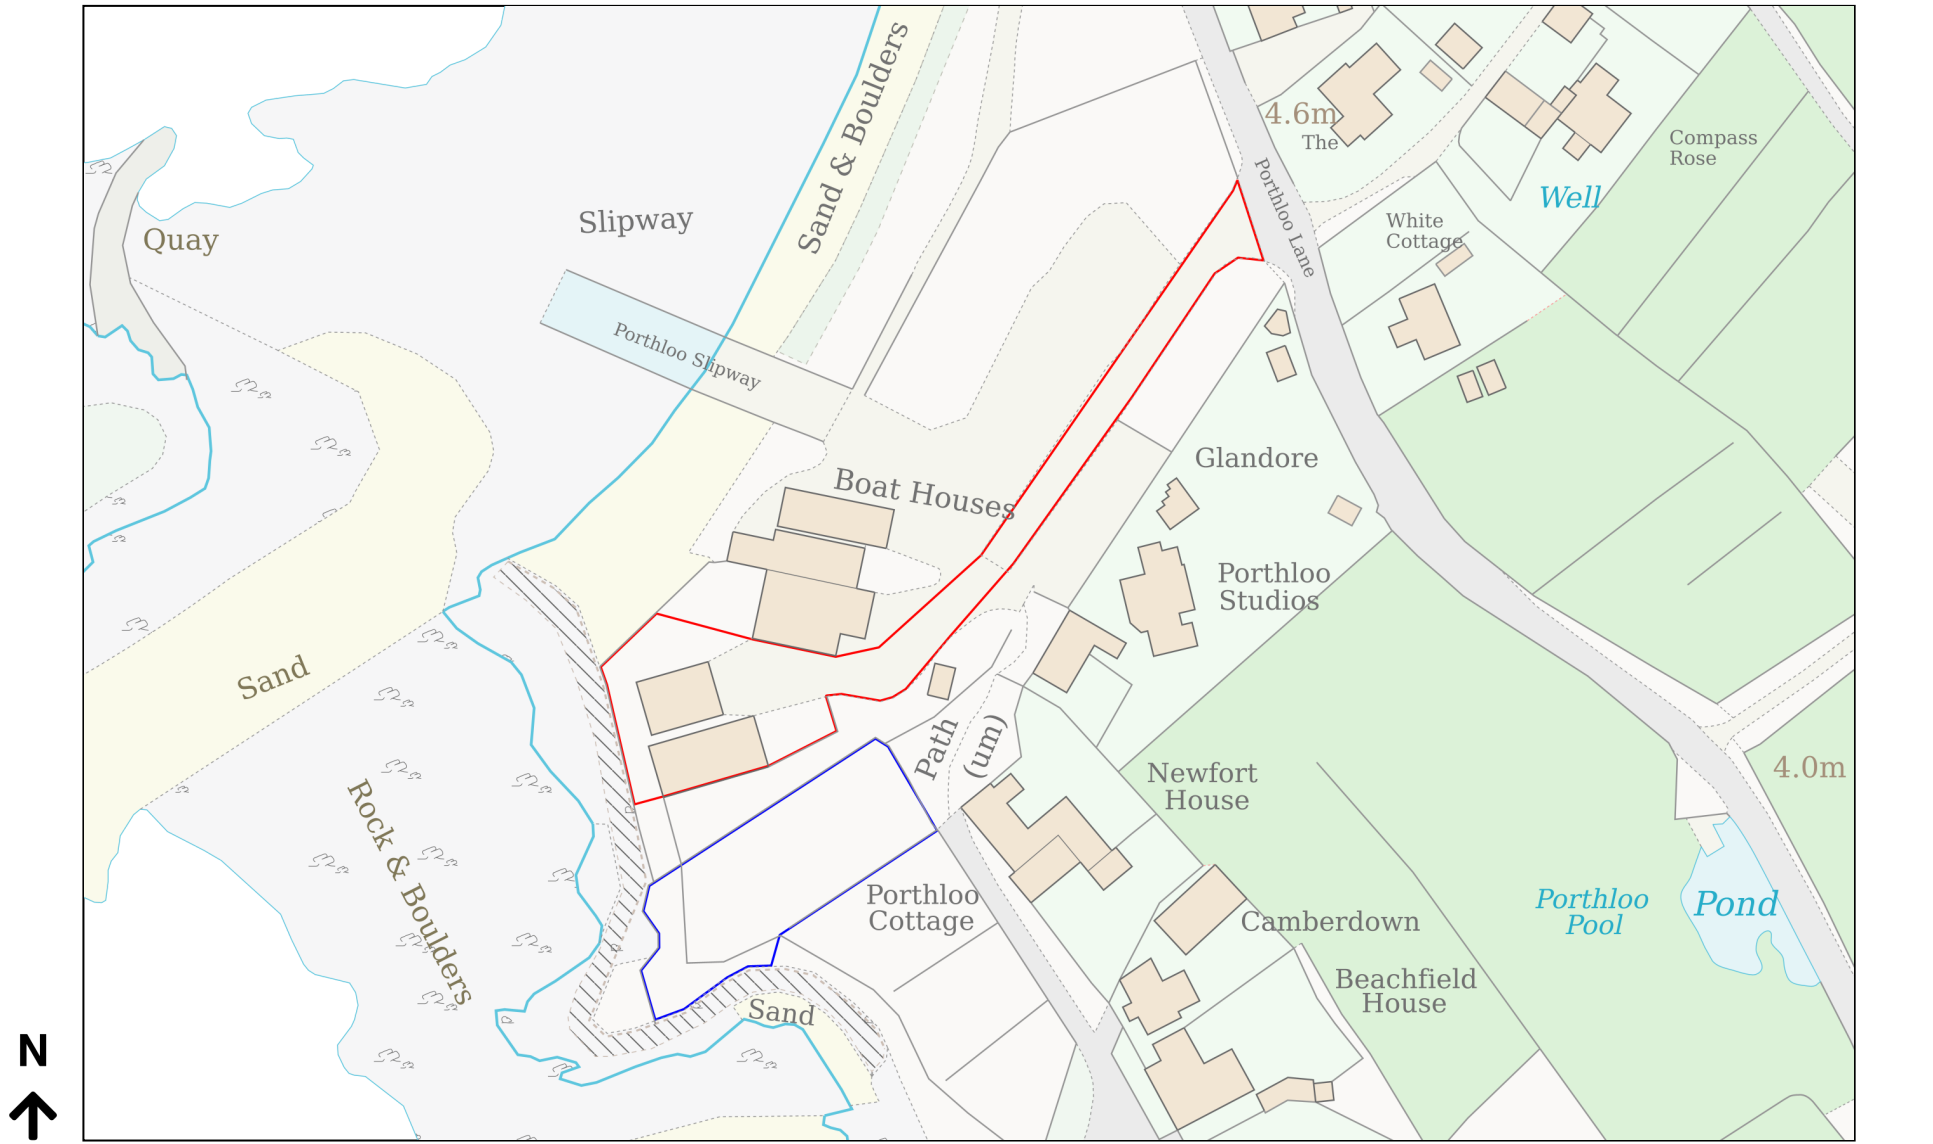 4.6m
The
Compass
Rose
Sand & Boulders
Well
Porthloo Lane
Slipway
White
Cottage
Quay
Porthloo Slipway
Glandore
Boat Houses
Porthloo
Studios
Sand
Path
(um)
Newfort
House
4.0m
Rock & Boulders
Porthloo
Cottage
Camberdown
Porthloo
Pool
Pond
Beachfield
House
Sand
N